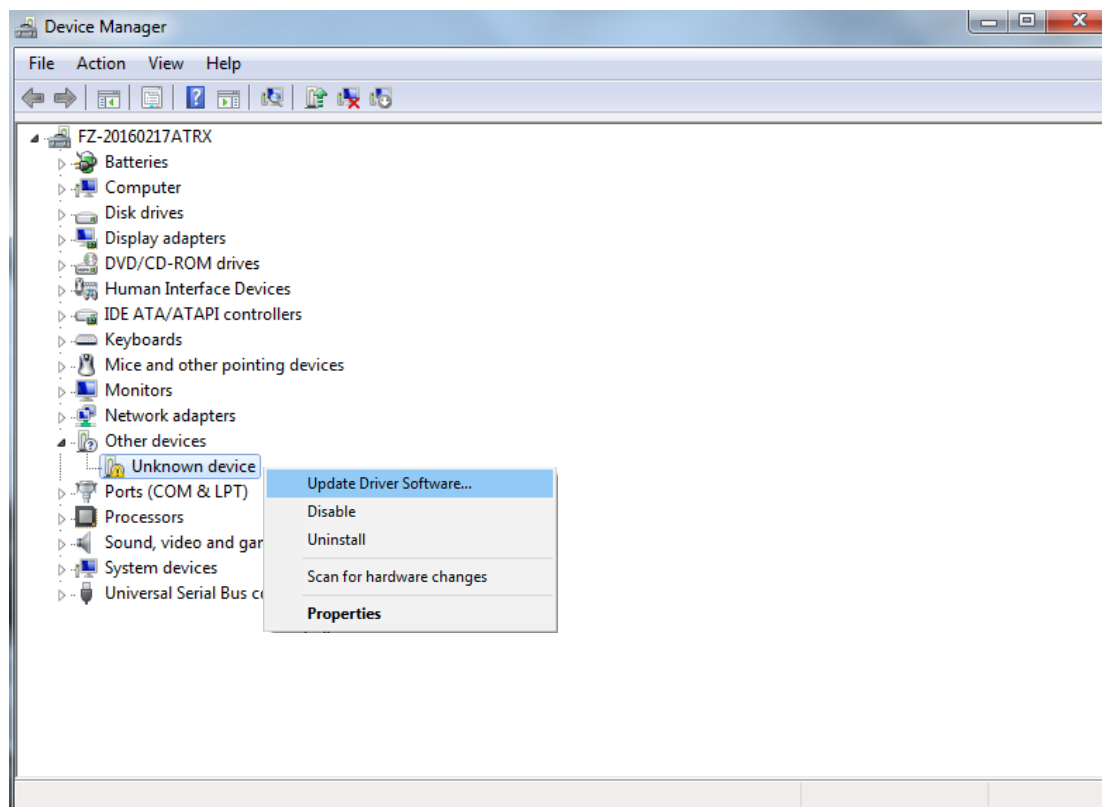 Device Manager
File Action View Help
FZ-20160217ATRX
Batteries
Computer
Disk drives
Display adapters
DVD/CD-ROM drives
Human Interface Devices
IDE ATA/ATAPI controllers
Keyboards
Mice and other pointing devices
Monitors
Network adapters
Other devices
Unknown device
Update Driver Software...
Ports (COM & LPT)
Disable
Processors
Sound, video and gar
Uninstall
System devices
Scan for hardware changes
Universal Serial Bus c
Properties